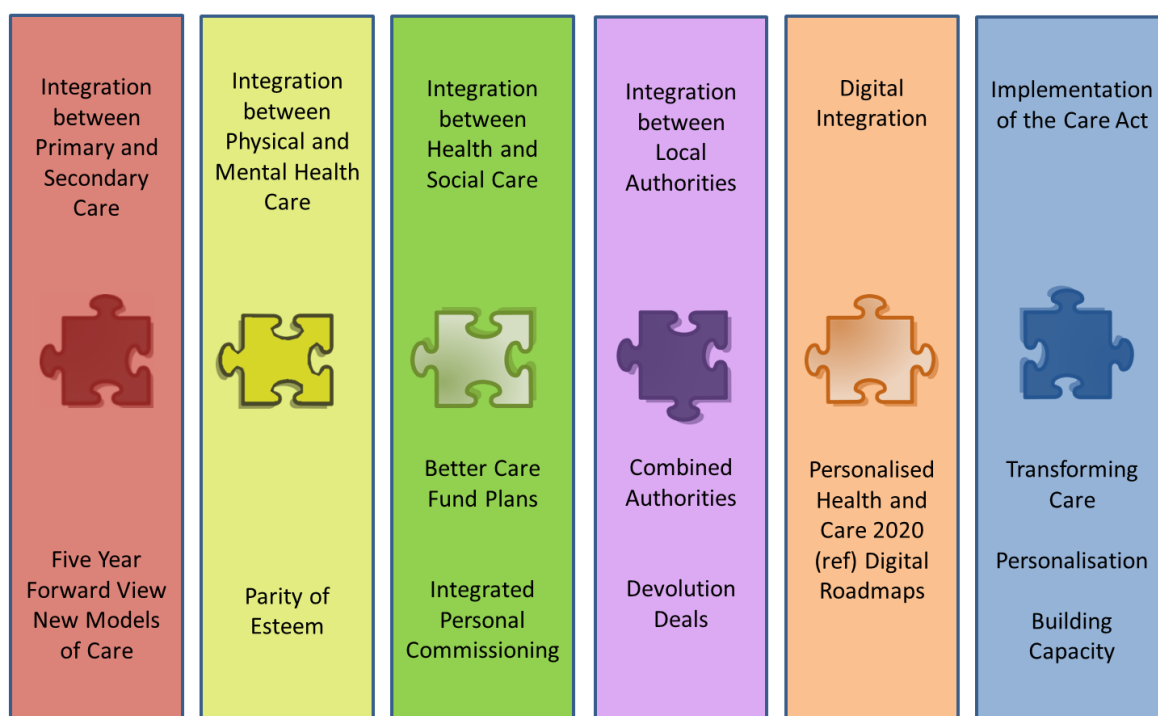 Integration
between
Primary and
Secondary
Care
Five Year
Forward View
New Models
of Care
Integration
between
Physical and
Mental Health
Care
Parity of
Esteem
Integration
between
Health and
Social Care
Better Care
Fund Plans
Integrated
Personal
Commissioning
Integration
between
Local
Authorities
Combined
Authorities
Devolution
Deals
Digital
Integration
Personalised
Health and
Care 2020
(ref) Digital
Roadmaps
Implementation
of the Care Act
Transforming
Care
Personalisation
Building
Capacity